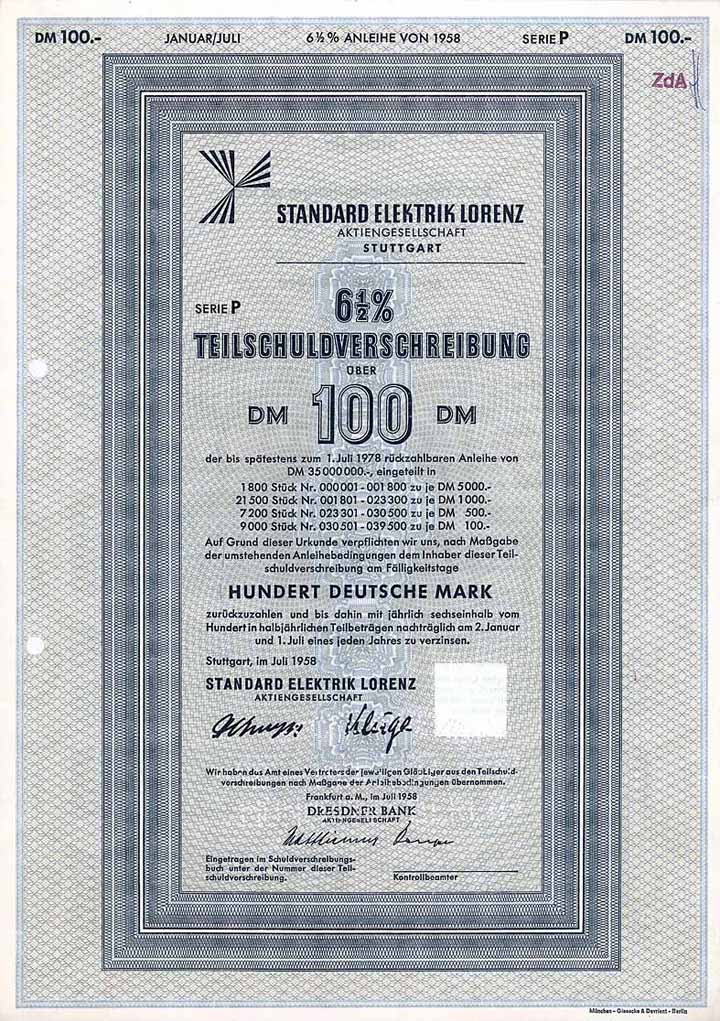 DM 100.- JANUAR/JULI 6½% ANLEIHE VON 1958 SERIE P DM 100.-
ZdA
STANDARD ELEKTRIK LORENZ
AKTIENGESELLSCHAFT
STUTTGART
SERIE P 6½%
TEILSCHULDVERSCHREIBUNG
ÜBER
DM 100 DM
der bis spätestens zum 1. Juli 1978 rückzahlbaren Anleihe von
DM 35 000 000.-, eingeteilt in
1 800 Stück Nr. 000 001 - 001 800 zu je DM 5000.-
21 500 Stück Nr. 001 801 - 023 300 zu je DM 1000.-
7 200 Stück Nr. 023 301 - 030 500 zu je DM 500.-
9 000 Stück Nr. 030 501 - 039 500 zu je DM 100.-
Auf Grund dieser Urkunde verpflichten wir uns, nach Maßgabe
der umstehenden Anleihebedingungen dem Inhaber dieser Teil-
schuldverschreibung am Fälligkeitstage
HUNDERT DEUTSCHE MARK
zurückzuzahlen und bis dahin mit jährlich sechseinhalb vom
Hundert in halbjährlichen Teilbeträgen nachträglich am 2. Januar
und 1. Juli eines jeden Jahres zu verzinsen.
Stuttgart, im Juli 1958
STANDARD ELEKTRIK LORENZ
AKTIENGESELLSCHAFT
Wir haben das Amt eines Vertreters der jeweiligen Gläubiger aus den Teilschuld-
verschreibungen nach Maßgabe der Anleihebedingungen übernommen.
Frankfurt a. M., im Juli 1958
DRESDNER BANK
AKTIENGESELLSCHAFT
Eingetragen im Schuldverschreibungs-
buch unter der Nummer dieser Teil-
schuldverschreibung.
Kontrollbeamter
München - Giesecke & Devrient - Berlin